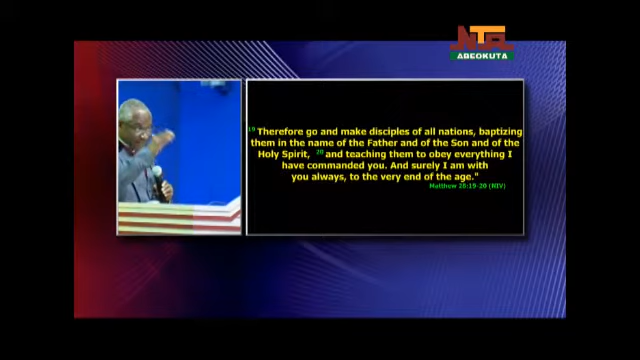 NTA
ABEOKUTA
19 Therefore go and make disciples of all nations, baptizing
them in the name of the Father and of the Son and of the
Holy Spirit, 20 and teaching them to obey everything I
have commanded you. And surely I am with
you always, to the very end of the age."
Matthew 28:19-20 (NIV)